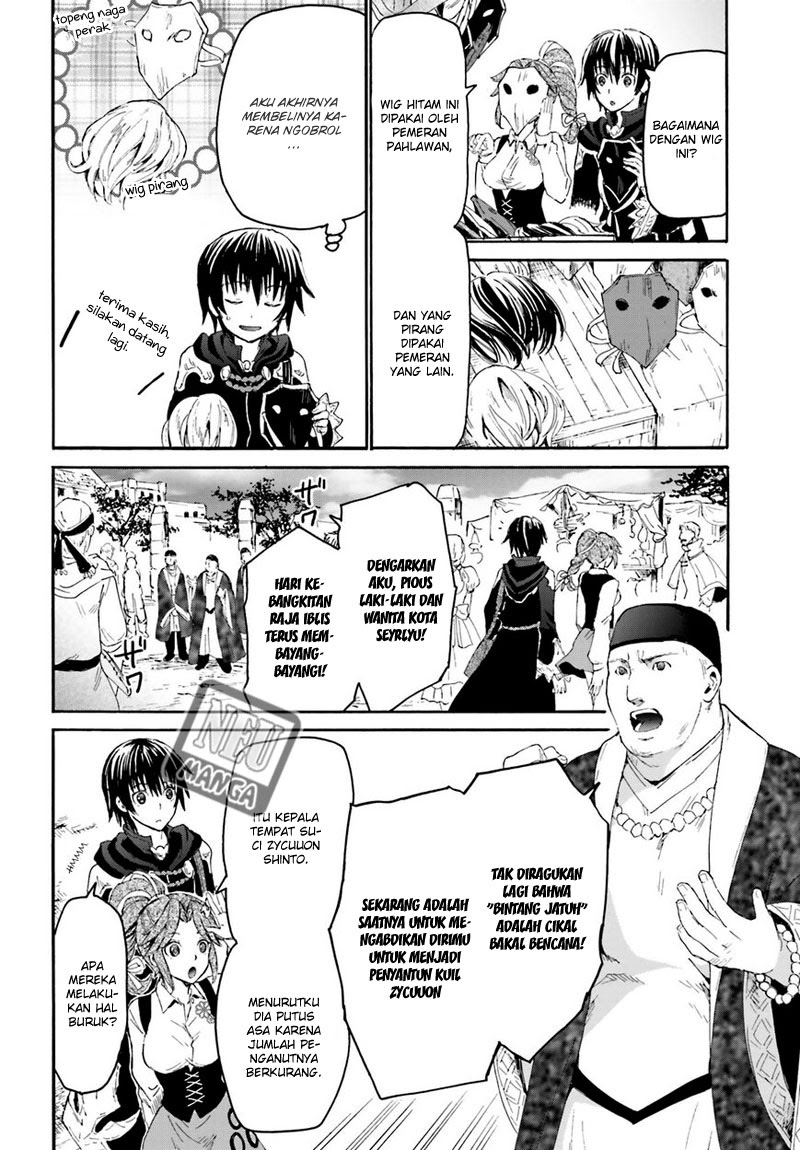 BAGAIMANA
DENGAN WIG
INI?
WIG HITAM INI
DIPAKAI OLEH
PEMERAN
PAHLAWAN,
DAN YANG
PIRANG
DIPAKAI
PEMERAN
YANG LAIN.
topeng naga
perak
wig pirang
AKU AKHIRNYA
MEMBELINYA KA-
RENA NGOBROL
...
terima kasih,
silakan datang
lagi.
DENGARKAN
AKU, PIOUS
LAKI-LAKI DAN
WANITA KOTA
SEYRLYU!
HARI KE-
BANGKITAN
RAJA IBLIS
TERUS MEM-
BAYANG-
BAYANGI!
TAK DIRAGUKAN
LAGI BAHWA
"BINTANG JATUH"
ADALAH CIKAL
BAKAL BENCANA!
SEKARANG ADALAH
SAATNYA UNTUK ME-
NGABDIKAN DIRIMU
UNTUK MENJADI
PENYANTUN KUIL
ZYCUUON
ITU KEPALA
TEMPAT SU-
CI ZYCUUON
SHINTO.
MENURUTKU
DIA PUTUS
ASA KARENA
JUMLAH PE-
NGANUTNYA
BERKURANG.
HMMM
APA
MEREKA
MELAKU-
KAN HAL
BURUK?
NEU
MANGA
ザワ
ザワ